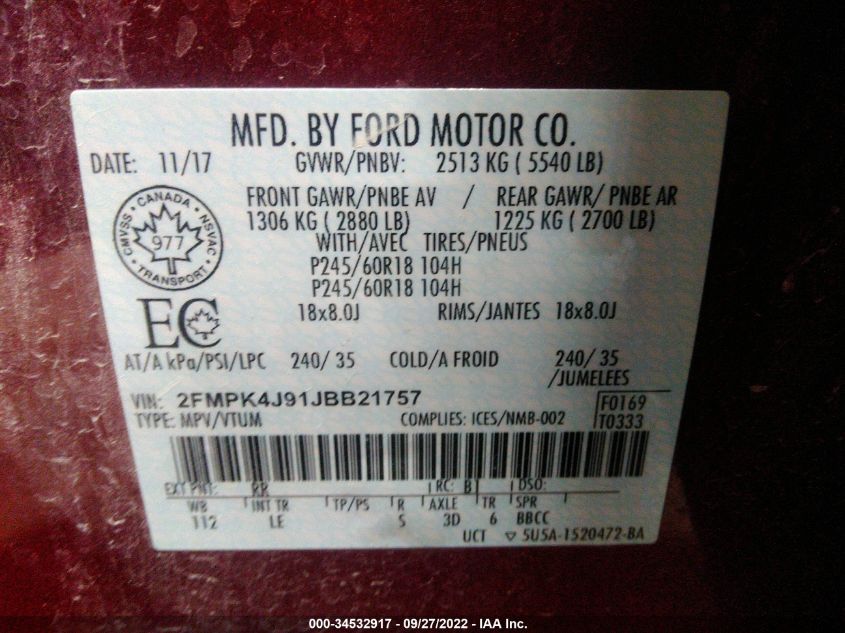 MFD. BY FORD MOTOR CO.
DATE: 11/17 GVWR/PNBV: 2513 KG ( 5540 LB)
FRONT GAWR/PNBE AV / REAR GAWR/ PNBE AR
1306 KG ( 2880 LB) 1225 KG ( 2700 LB)
WITH/AVEC TIRES/PNEUS
P245/60R18 104H
P245/60R18 104H
18x8.0J RIMS/JANTES 18x8.0J
CANADA
CMVSS NSVAC
977
TRANSPORT
EC
AT/A kPa/PSI/LPC 240/ 35 COLD/A FROID 240/ 35
/JUMELEES
VIN: 2FMPK4J91JBB21757 F0169
TYPE: MPV/VTUM COMPLIES: ICES/NMB-002 T0333
EXT PNT: RR RC: B DSO:
WB INT TR TP/PS R AXLE TR SPR
112 LE S 3D 6 BBCC
UCT ▽ 5U5A-1520472-BA
000-34532917 - 09/27/2022 - IAA Inc.